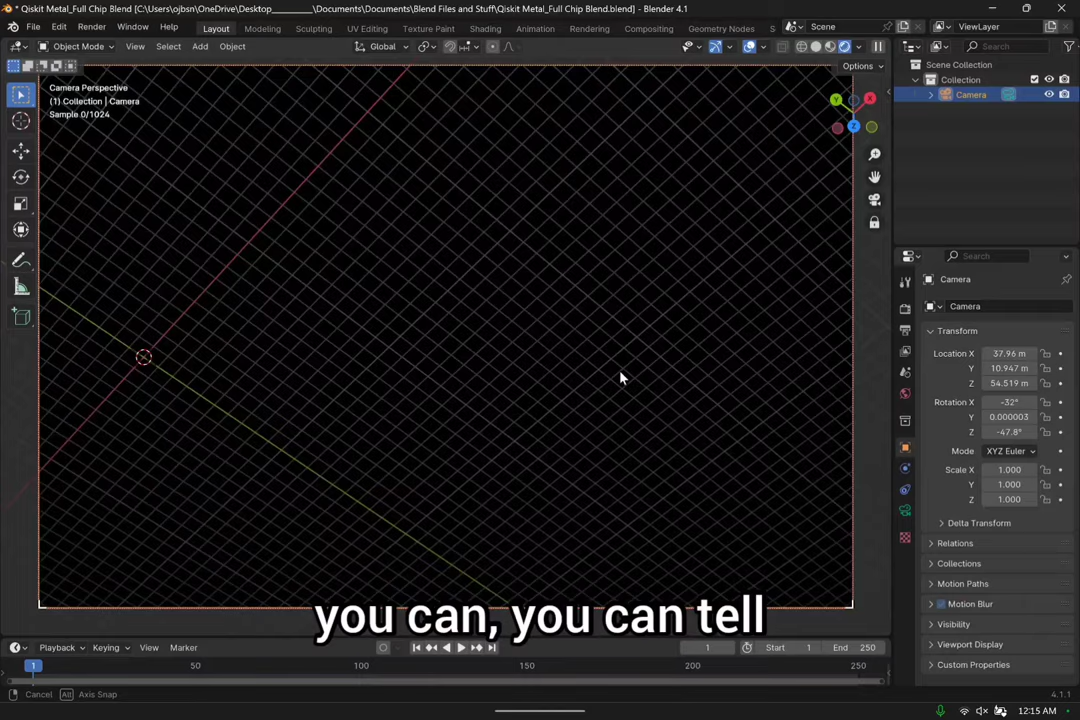 * Qiskit Metal_Full Chip Blend [C:\Users\ojbsn\OneDrive\Desktop_________\Documents\Documents\Blend Files and Stuff\Qiskit Metal_Full Chip Blend.blend] - Blender 4.1
File Edit Render Window Help Layout Modeling Sculpting UV Editing Texture Paint Shading Animation Rendering Compositing Geometry Nodes S Scene ViewLayer
Object Mode View Select Add Object Global Search
Options
Scene Collection
Collection
Camera
Camera Perspective
(1) Collection | Camera
Sample 0/1024
Y X
Z
Search
Camera
Camera
Transform
Location X 37.96 m
Y 10.947 m
Z 54.519 m
Rotation X -32°
Y 0.000003
Z -47.8°
Mode XYZ Euler
Scale X 1.000
Y 1.000
Z 1.000
Delta Transform
Relations
Collections
Motion Paths
Motion Blur
Visibility
Viewport Display
Custom Properties
you can, you can tell
Playback Keying View Marker 1 Start 1 End 250
1 50 100 150 200 250
Cancel Alt Axis Snap 4.1.1
12:15 AM